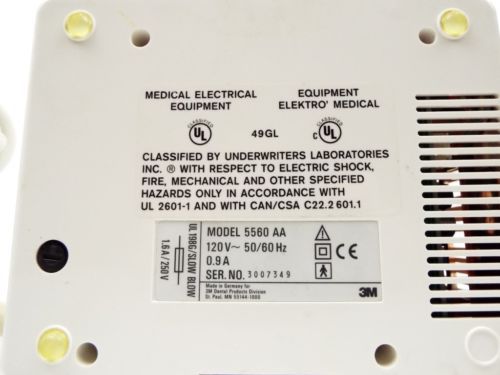 MEDICAL ELECTRICAL
EQUIPMENT
EQUIPMENT
ELEKTRO' MEDICAL
CLASSIFIED
UL
49GL
CLASSIFIED
C UL
CLASSIFIED BY UNDERWRITERS LABORATORIES
INC. ® WITH RESPECT TO ELECTRIC SHOCK,
FIRE, MECHANICAL AND OTHER SPECIFIED
HAZARDS ONLY IN ACCORDANCE WITH
UL 2601-1 AND WITH CAN/CSA C22.2 601.1
UL 198G/SLOW BLOW
1.6A/250V
MODEL 5560 AA
120V~ 50/60 Hz
0.9 A
SER. NO. 3007349
CE
Made in Germany for
3M Dental Products Division
St. Paul, MN 55144-1000
3M